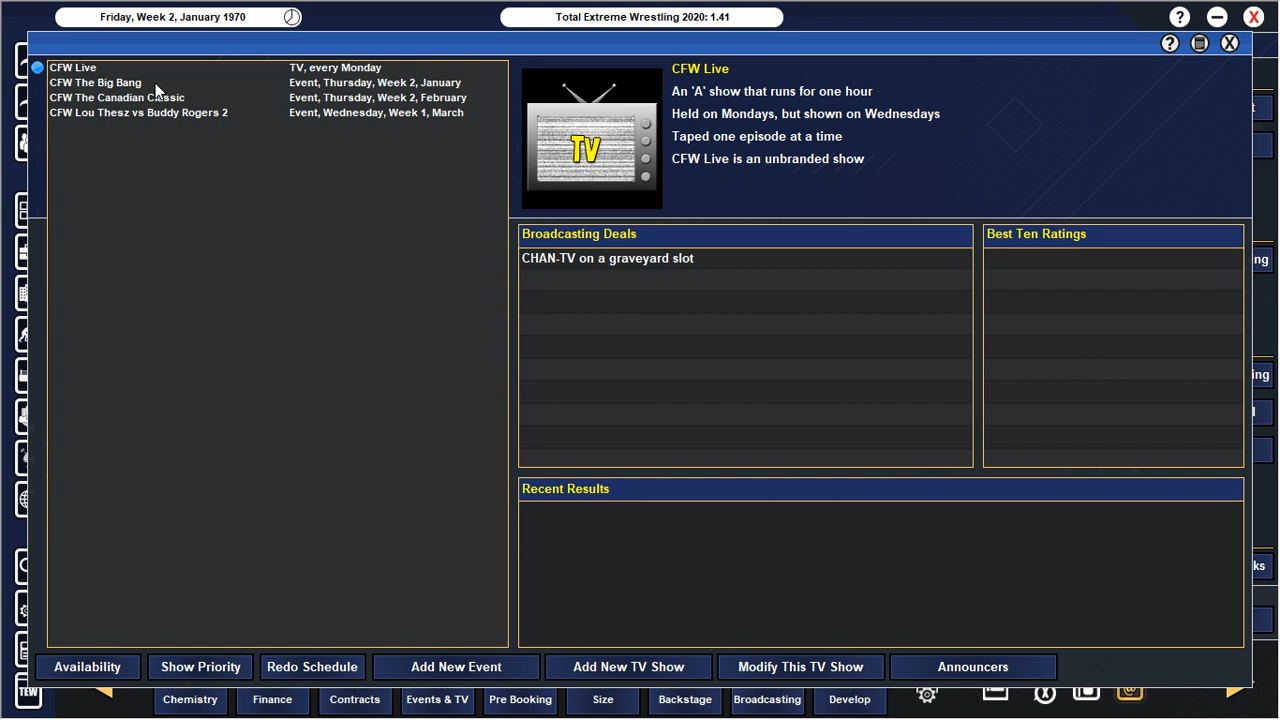 Friday, Week 2, January 1970
Total Extreme Wrestling 2020: 1.41
? – X
? X
CFW Live TV, every Monday
CFW The Big Bang Event, Thursday, Week 2, January
CFW The Canadian Classic Event, Thursday, Week 2, February
CFW Lou Thesz vs Buddy Rogers 2 Event, Wednesday, Week 1, March
TV
CFW Live
An 'A' show that runs for one hour
Held on Mondays, but shown on Wednesdays
Taped one episode at a time
CFW Live is an unbranded show
Broadcasting Deals
CHAN-TV on a graveyard slot
Best Ten Ratings
Recent Results
t
ng
ing
l
ks
Availability Show Priority Redo Schedule Add New Event Add New TV Show Modify This TV Show Announcers
TEW Chemistry Finance Contracts Events & TV Pre Booking Size Backstage Broadcasting Develop @